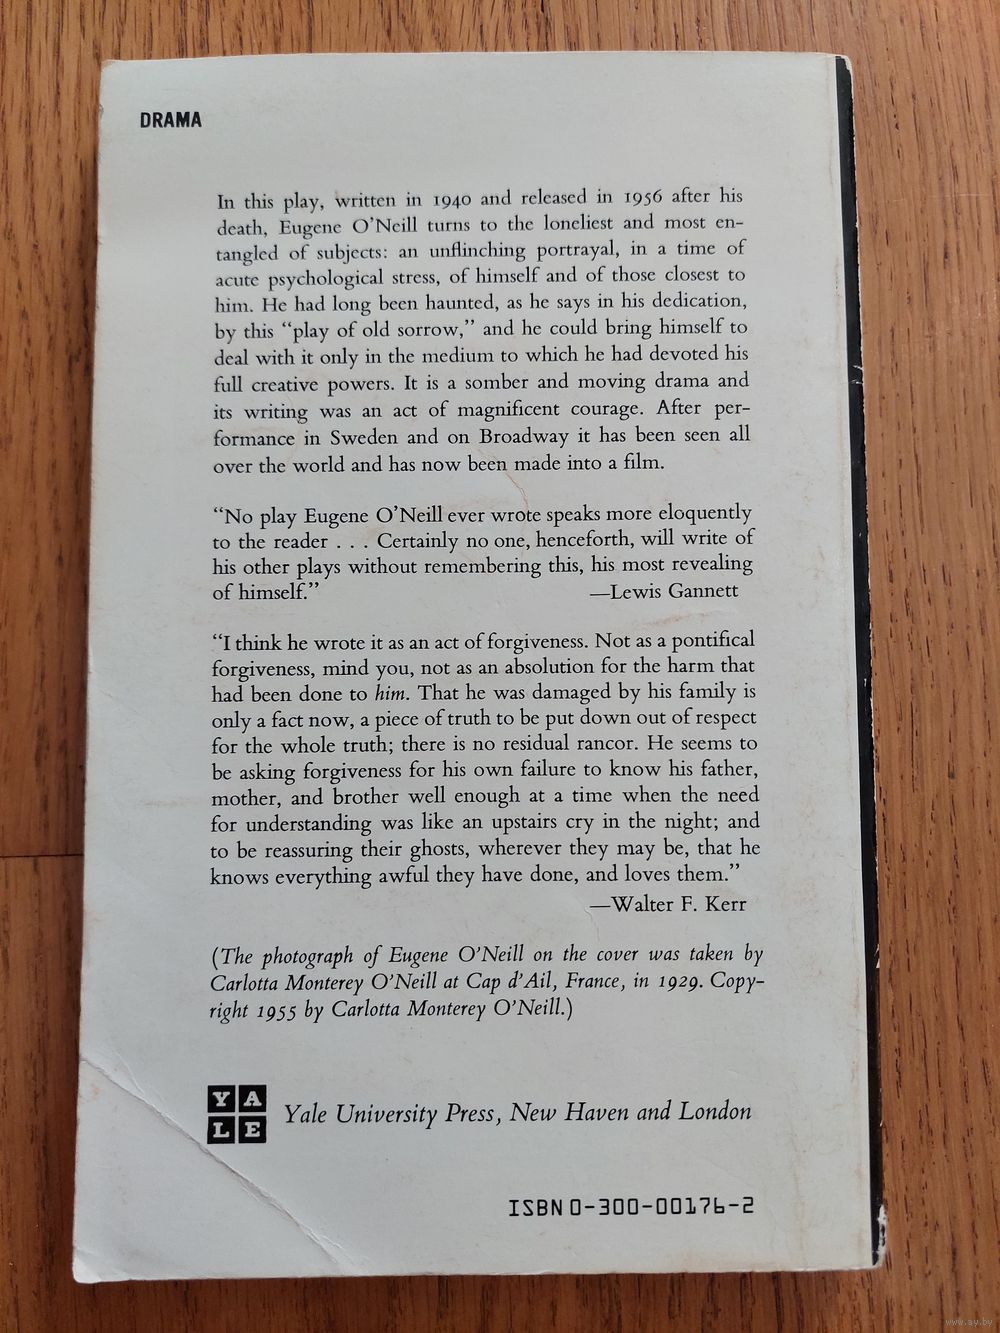 DRAMA
In this play, written in 1940 and released in 1956 after his
death, Eugene O'Neill turns to the loneliest and most en-
tangled of subjects: an unflinching portrayal, in a time of
acute psychological stress, of himself and of those closest to
him. He had long been haunted, as he says in his dedication,
by this “play of old sorrow,” and he could bring himself to
deal with it only in the medium to which he had devoted his
full creative powers. It is a somber and moving drama and
its writing was an act of magnificent courage. After per-
formance in Sweden and on Broadway it has been seen all
over the world and has now been made into a film.
“No play Eugene O'Neill ever wrote speaks more eloquently
to the reader . . . Certainly no one, henceforth, will write of
his other plays without remembering this, his most revealing
of himself.” —Lewis Gannett
“I think he wrote it as an act of forgiveness. Not as a pontifical
forgiveness, mind you, not as an absolution for the harm that
had been done to him. That he was damaged by his family is
only a fact now, a piece of truth to be put down out of respect
for the whole truth; there is no residual rancor. He seems to
be asking forgiveness for his own failure to know his father,
mother, and brother well enough at a time when the need
for understanding was like an upstairs cry in the night; and
to be reassuring their ghosts, wherever they may be, that he
knows everything awful they have done, and loves them.”
—Walter F. Kerr
(The photograph of Eugene O'Neill on the cover was taken by
Carlotta Monterey O'Neill at Cap d'Ail, France, in 1929. Copy-
right 1955 by Carlotta Monterey O'Neill.)
YA
LE
Yale University Press, New Haven and London
ISBN 0-300-00176-2
www.ay.by